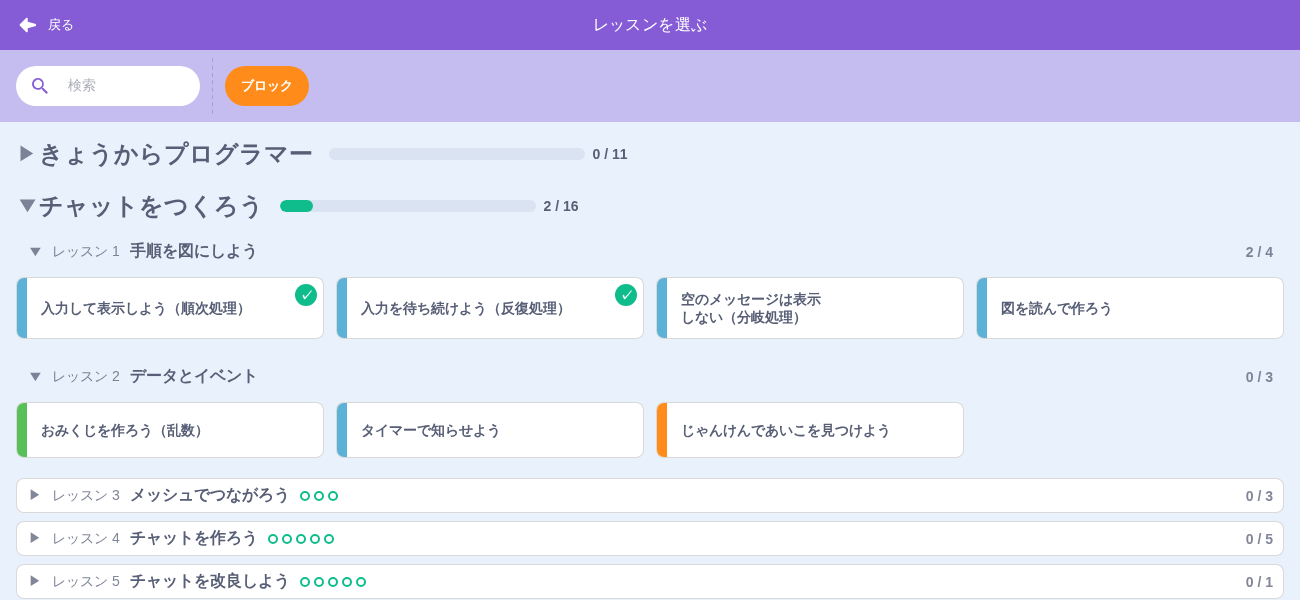 戻る
レッスンを選ぶ
検索
ブロック
きょうからプログラマー 0 / 11
チャットをつくろう 2 / 16
レッスン 1 手順を図にしよう 2 / 4
入力して表示しよう（順次処理）
入力を待ち続けよう（反復処理）
空のメッセージは表示
しない（分岐処理）
図を読んで作ろう
レッスン 2 データとイベント 0 / 3
おみくじを作ろう（乱数）
タイマーで知らせよう
じゃんけんであいこを見つけよう
レッスン 3 メッシュでつながろう 0 / 3
レッスン 4 チャットを作ろう 0 / 5
レッスン 5 チャットを改良しよう 0 / 1